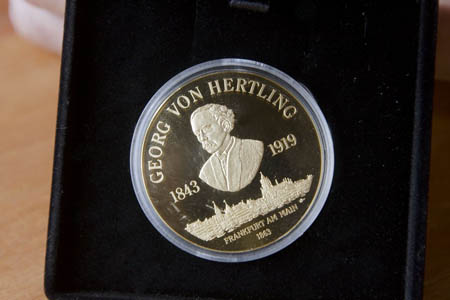 GEORG VON HERTLING
1843 1919
FRANKFURT AM MAIN
1863